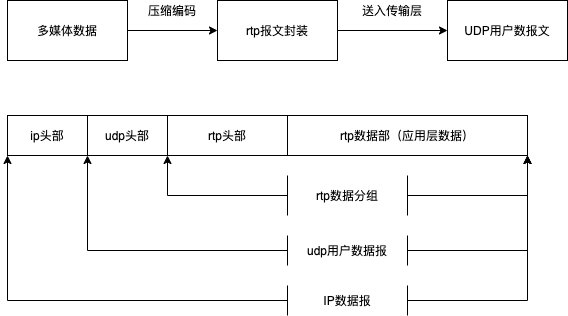 多媒体数据
压缩编码
rtp报文封装
送入传输层
UDP用户数报文
ip头部
udp头部
rtp头部
rtp数据部（应用层数据）
rtp数据分组
udp用户数据报
IP数据报